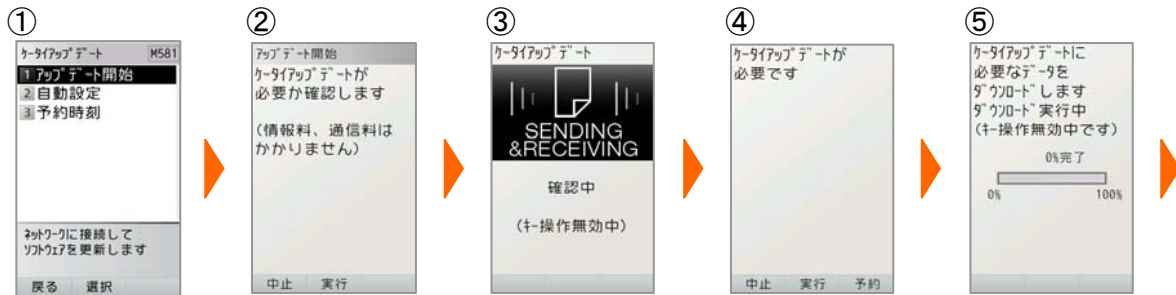 ①
ｹｰﾀｲｱｯﾌﾟﾃﾞｰﾄ M581
1 ｱｯﾌﾟﾃﾞｰﾄ開始
2 自動設定
3 予約時刻
ﾈｯﾄﾜｰｸに接続して
ｿﾌﾄｳｪｱを更新します
戻る 選択
②
ｱｯﾌﾟﾃﾞｰﾄ開始
ｹｰﾀｲｱｯﾌﾟﾃﾞｰﾄが
必要か確認します
(情報料、通信料は
かかりません)
中止 実行
③
ｹｰﾀｲｱｯﾌﾟﾃﾞｰﾄ
SENDING
&RECEIVING
確認中
(ｷｰ操作無効中)
④
ｹｰﾀｲｱｯﾌﾟﾃﾞｰﾄが
必要です
中止 実行 予約
⑤
ｹｰﾀｲｱｯﾌﾟﾃﾞｰﾄに
必要なﾃﾞｰﾀを
ﾀﾞｳﾝﾛｰﾄﾞします
ﾀﾞｳﾝﾛｰﾄﾞ実行中
(ｷｰ操作無効中です)
0%完了
0% 100%